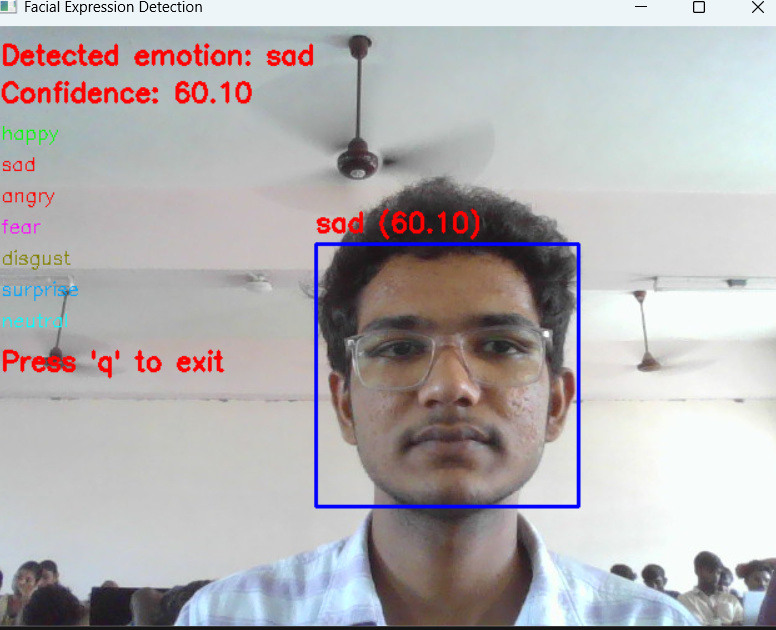 Facial Expression Detection
Detected emotion: sad
Confidence: 60.10
happy
sad
angry
sad (60.10)
fear
disgust
surprise
neutral
Press 'q' to exit